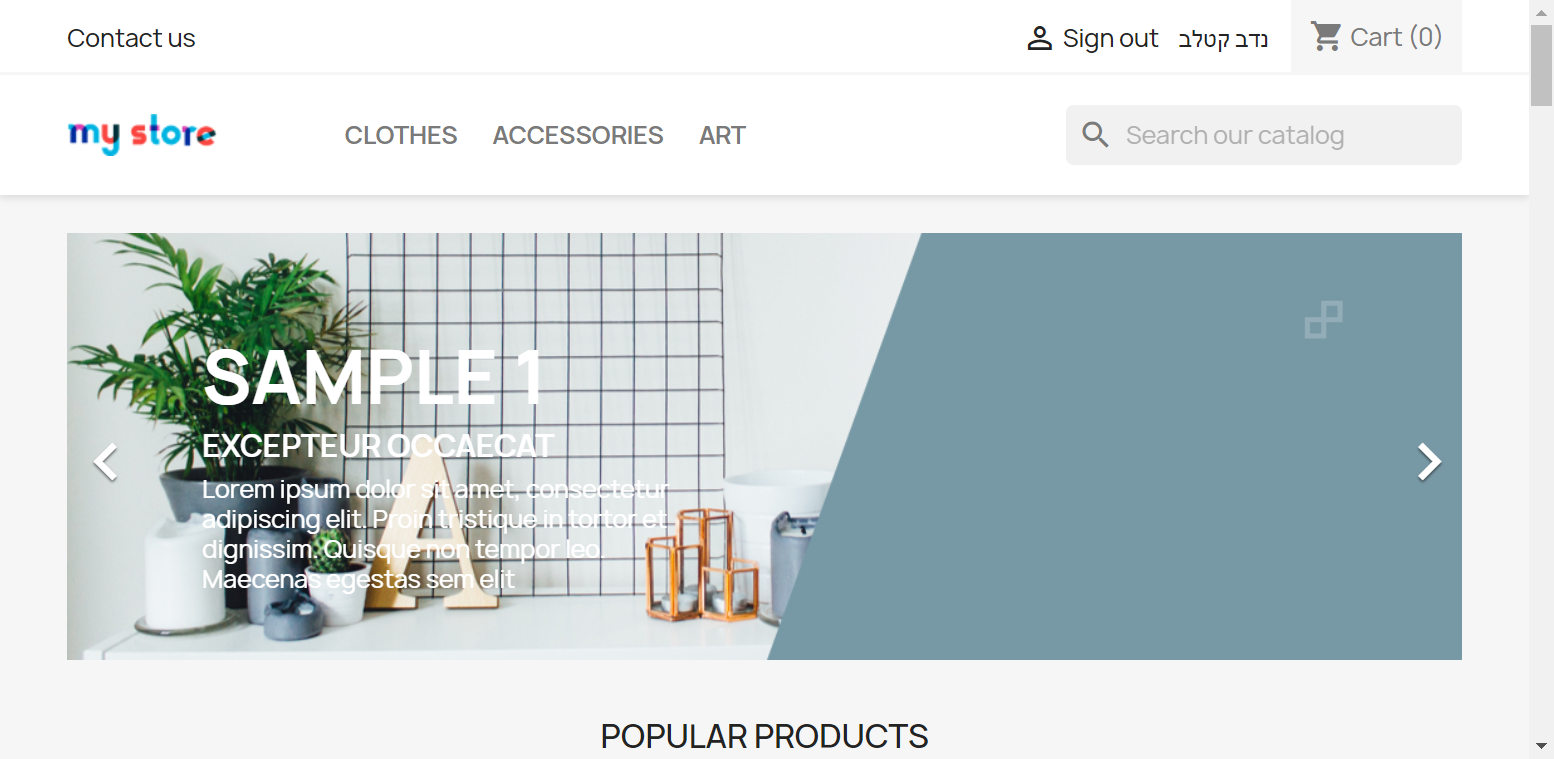 Contact us
Sign out
נדב קטלב
Cart (0)
my store
CLOTHES
ACCESSORIES
ART
Search our catalog
SAMPLE 1
EXCEPTEUR OCCAECAT
Lorem ipsum dolor sit amet, consectetur
adipiscing elit. Proin tristique in tortor et
dignissim. Quisque non tempor leo.
Maecenas egestas sem elit
A
POPULAR PRODUCTS